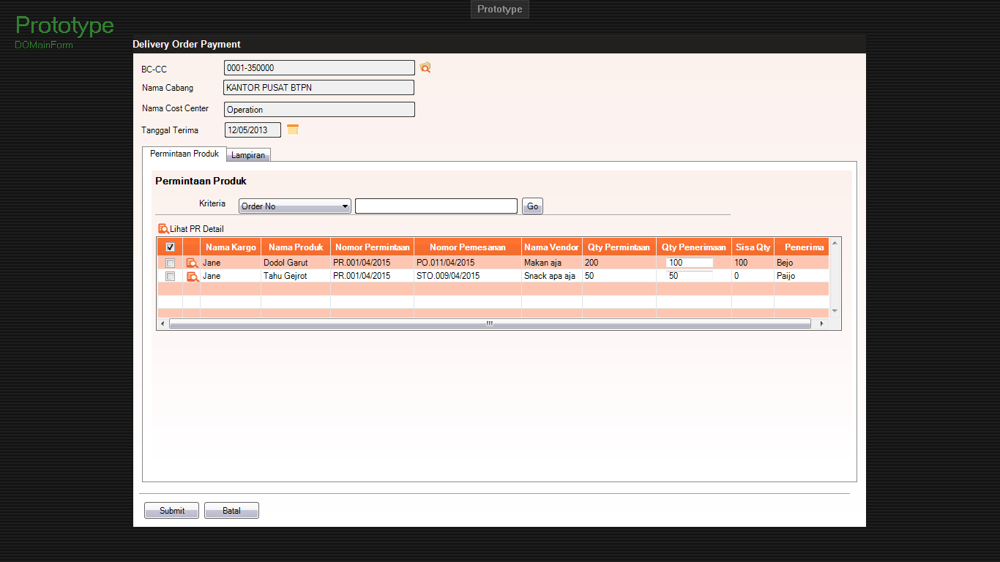 Prototype
Prototype
DOMainForm
Delivery Order Payment
BC-CC 0001-350000
Nama Cabang KANTOR PUSAT BTPN
Nama Cost Center Operation
Tanggal Terima 12/05/2013
Permintaan Produk Lampiran
Permintaan Produk
Kriteria Order No Go
Lihat PR Detail
Nama Kargo Nama Produk Nomor Permintaan Nomor Pemesanan Nama Vendor Qty Permintaan Qty Penerimaan Sisa Qty Penerima
Jane Dodol Garut PR.001/04/2015 PO.011/04/2015 Makan aja 200 100 100 Bejo
Jane Tahu Gejrot PR.001/04/2015 STO.009/04/2015 Snack apa aja 50 50 0 Paijo
Submit Batal